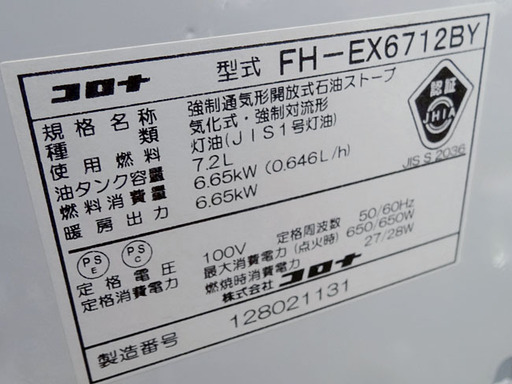 コロナ 型式 FH-EX6712BY
規格名称 強制通気形開放式石油ストーブ
種類 気化式・強制対流形
使用燃料 灯油(JIS1号灯油)
油タンク容量 7.2L
燃料消費量 6.65kW (0.646L/h)
暖房出力 6.65kW
認証
JHIA
JIS S 2036
PS E PS C
定格電圧 100V 定格周波数 50/60Hz
定格消費電力 最大消費電力(点火時) 650/650W
燃焼時消費電力 27/28W
株式会社 コロナ
製造番号 128021131